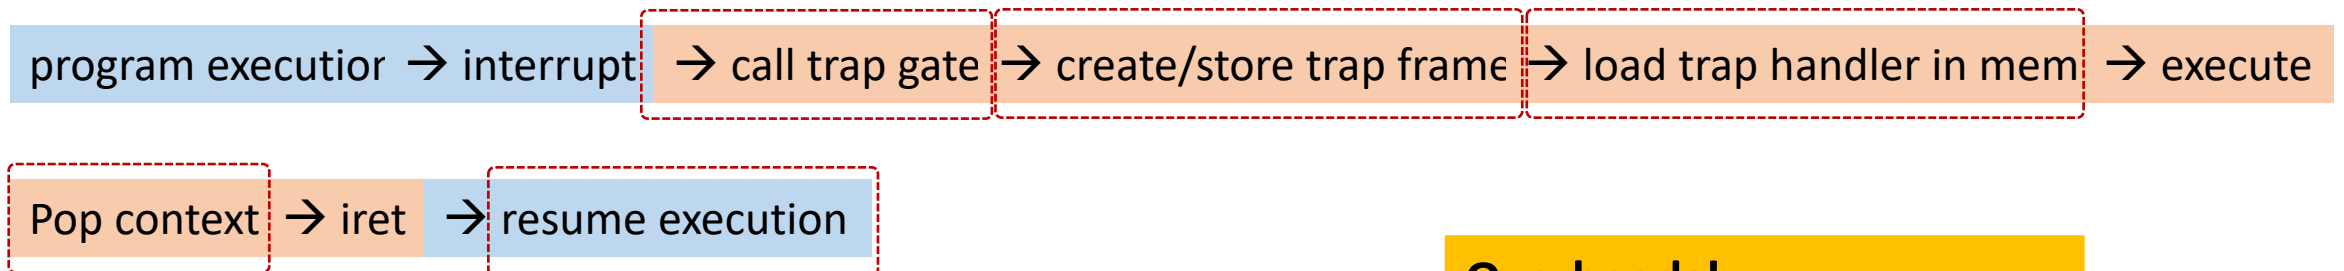 program execution → interrupt → call trap gate → create/store trap frame → load trap handler in mem → execute
Pop context → iret → resume execution